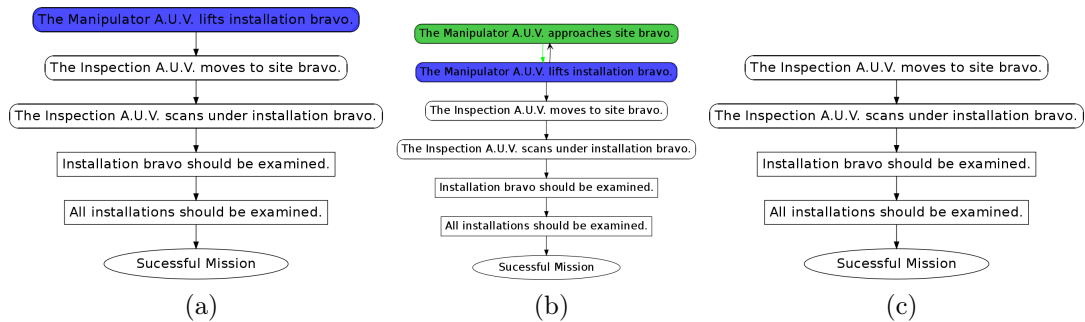 The Manipulator A.U.V. lifts installation bravo.
The Inspection A.U.V. moves to site bravo.
The Inspection A.U.V. scans under installation bravo.
Installation bravo should be examined.
All installations should be examined.
Sucessful Mission
(a)
The Manipulator A.U.V. approaches site bravo.
The Manipulator A.U.V. lifts installation bravo.
The Inspection A.U.V. moves to site bravo.
The Inspection A.U.V. scans under installation bravo.
Installation bravo should be examined.
All installations should be examined.
Sucessful Mission
(b)
The Inspection A.U.V. moves to site bravo.
The Inspection A.U.V. scans under installation bravo.
Installation bravo should be examined.
All installations should be examined.
Sucessful Mission
(c)